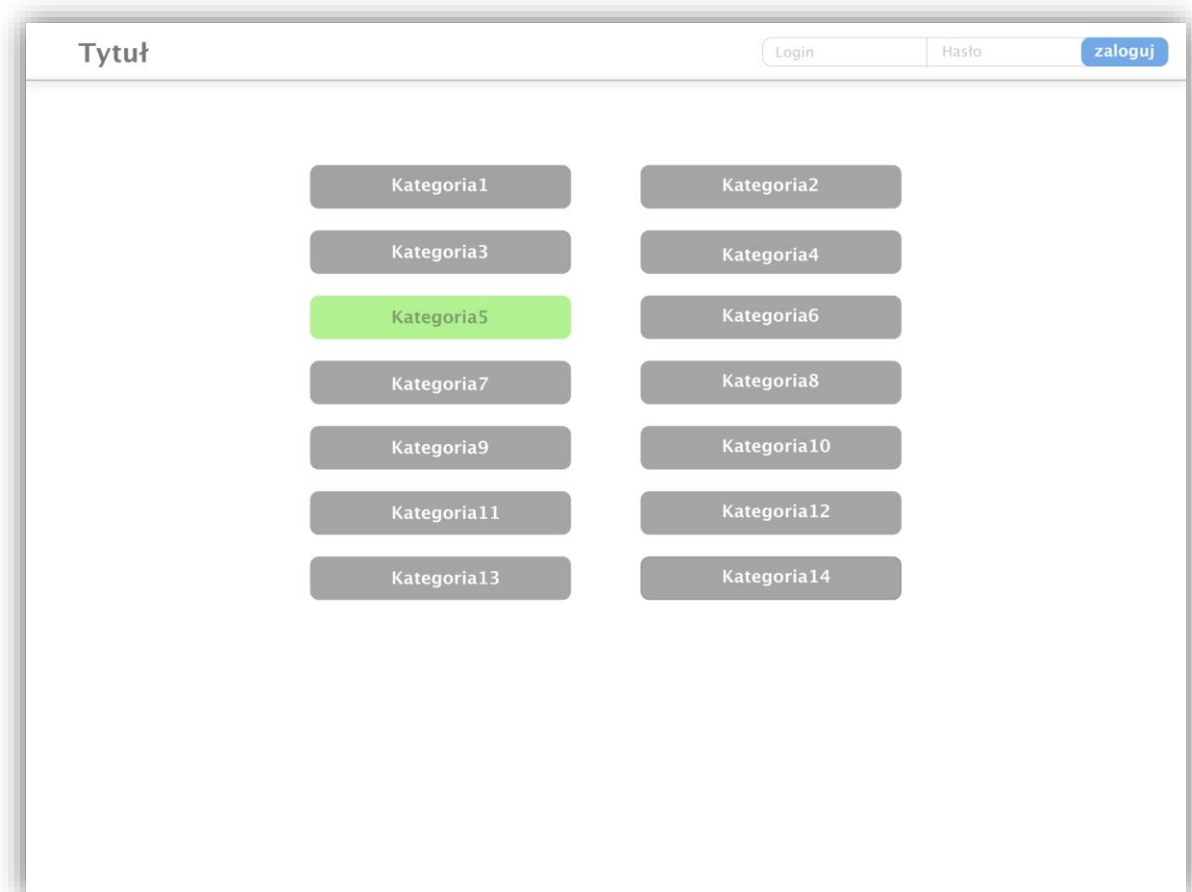 Tytuł Login Hasło zaloguj
Kategoria1 Kategoria2
Kategoria3 Kategoria4
Kategoria5 Kategoria6
Kategoria7 Kategoria8
Kategoria9 Kategoria10
Kategoria11 Kategoria12
Kategoria13 Kategoria14